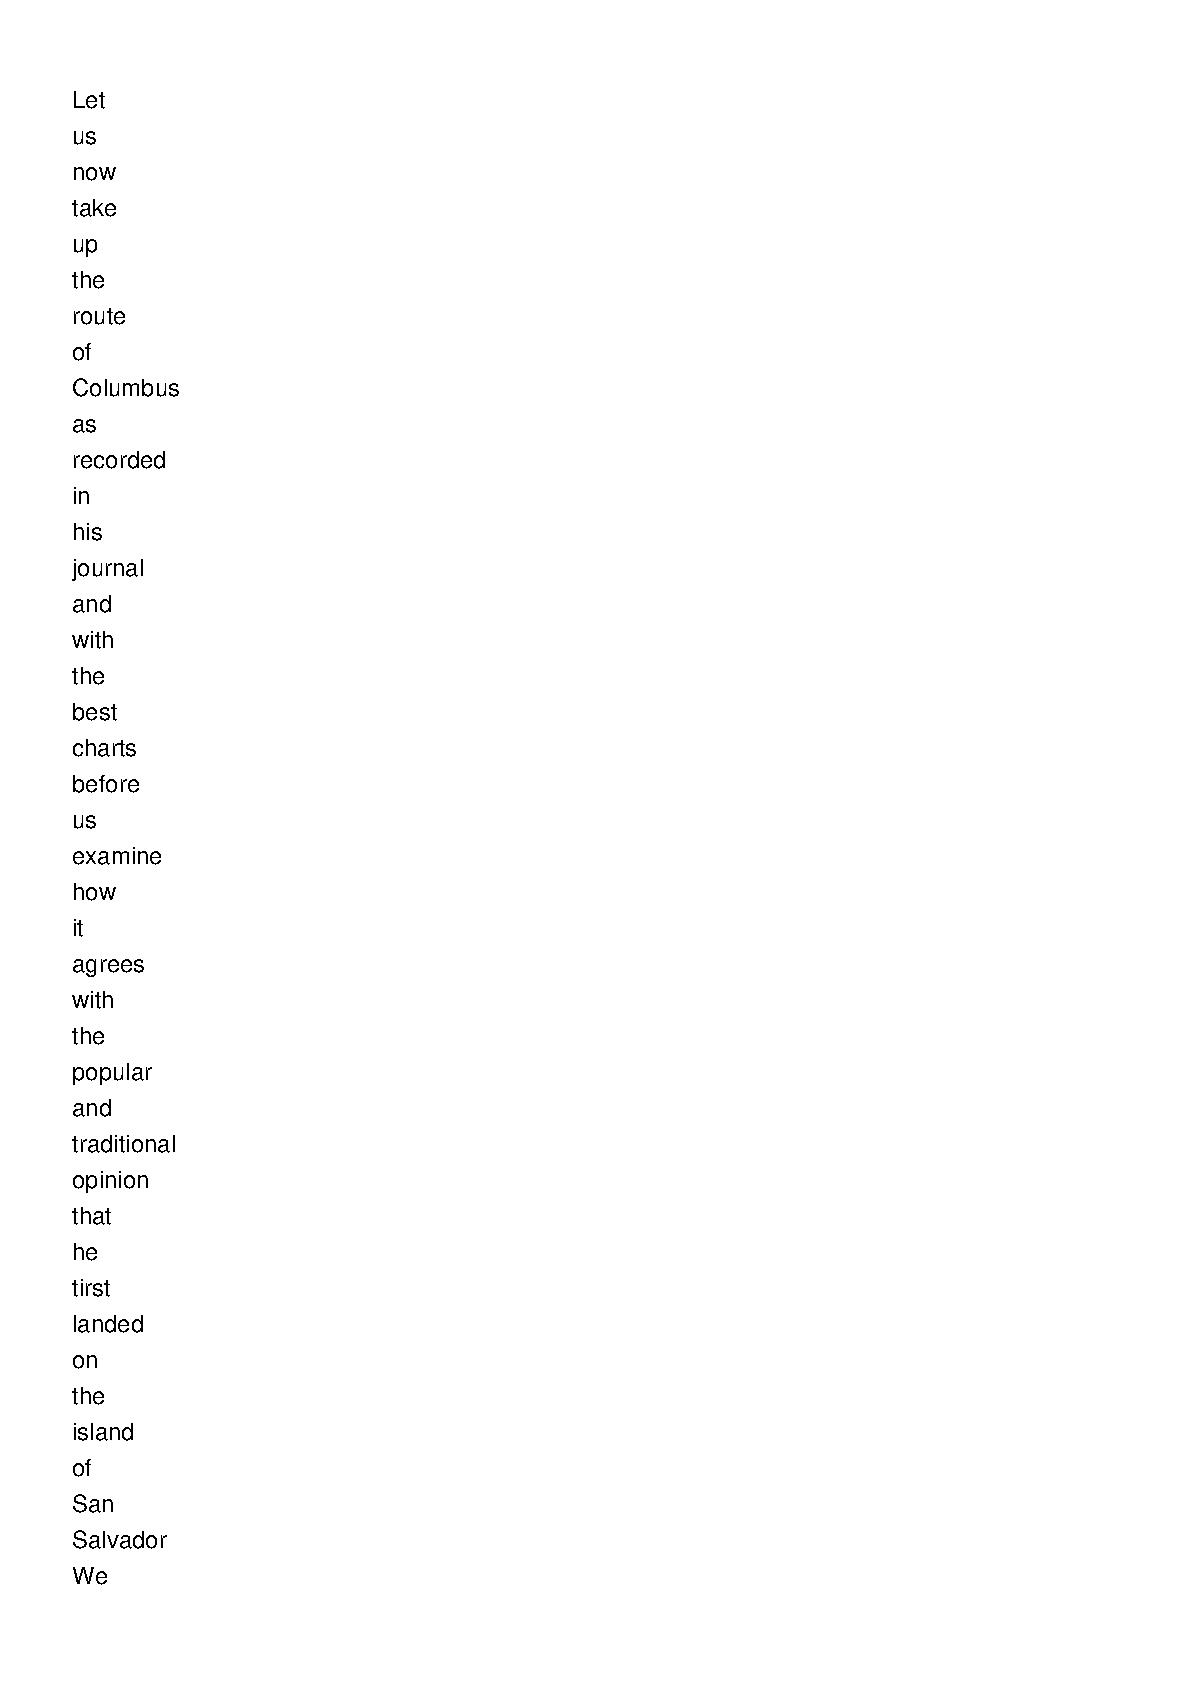 Let
us
now
take
up
the
route
of
Columbus
as
recorded
in
his
journal
and
with
the
best
charts
before
us
examine
how
it
agrees
with
the
popular
and
traditional
opinion
that
he
tirst
landed
on
the
island
of
San
Salvador
We